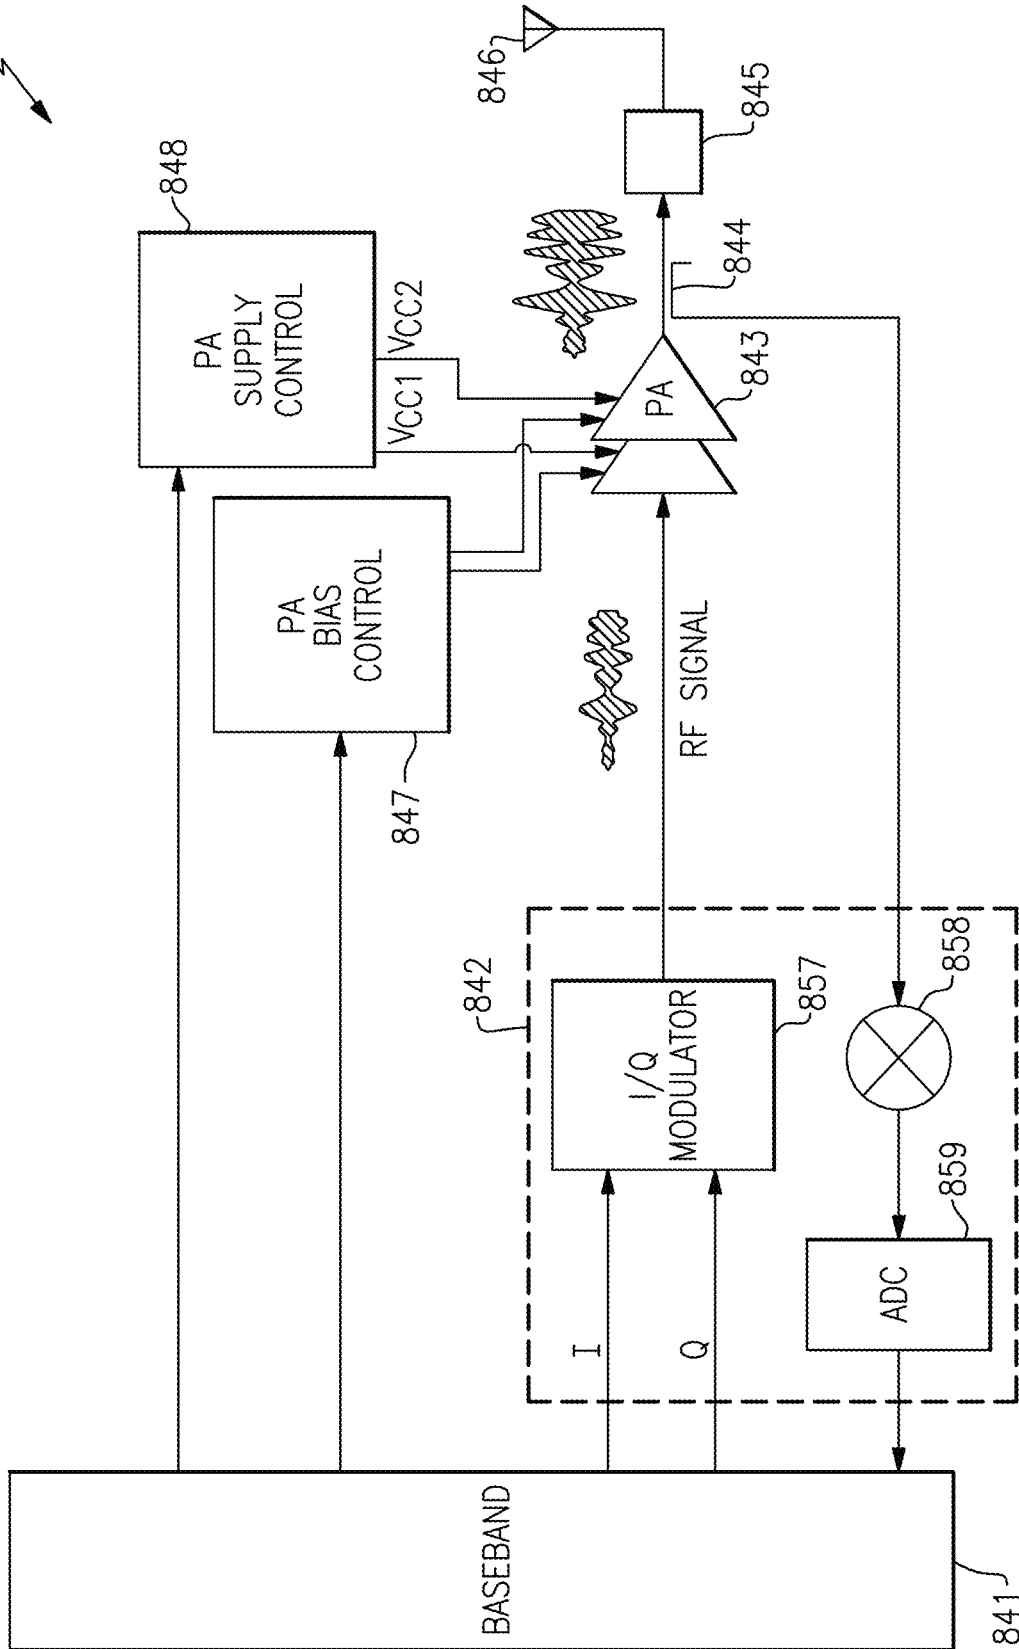 848
PA
SUPPLY
CONTROL
VCC1
VCC2
PA
BIAS
CONTROL
847
846
845
844
PA
843
RF SIGNAL
842
I/Q
MODULATOR
857
858
I
Q
ADC
859
BASEBAND
841